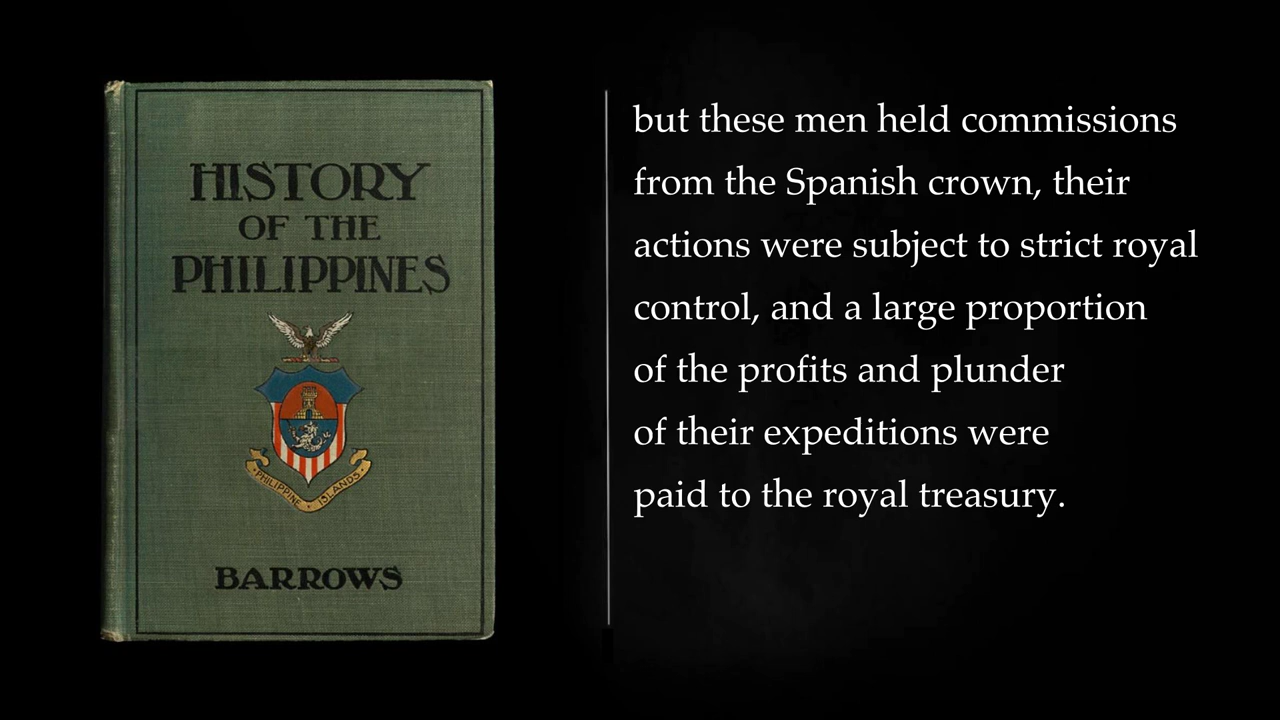 HISTORY
OF THE
PHILIPPINES
PHILIPPINE ISLANDS
BARROWS
but these men held commissions
from the Spanish crown, their
actions were subject to strict royal
control, and a large proportion
of the profits and plunder
of their expeditions were
paid to the royal treasury.